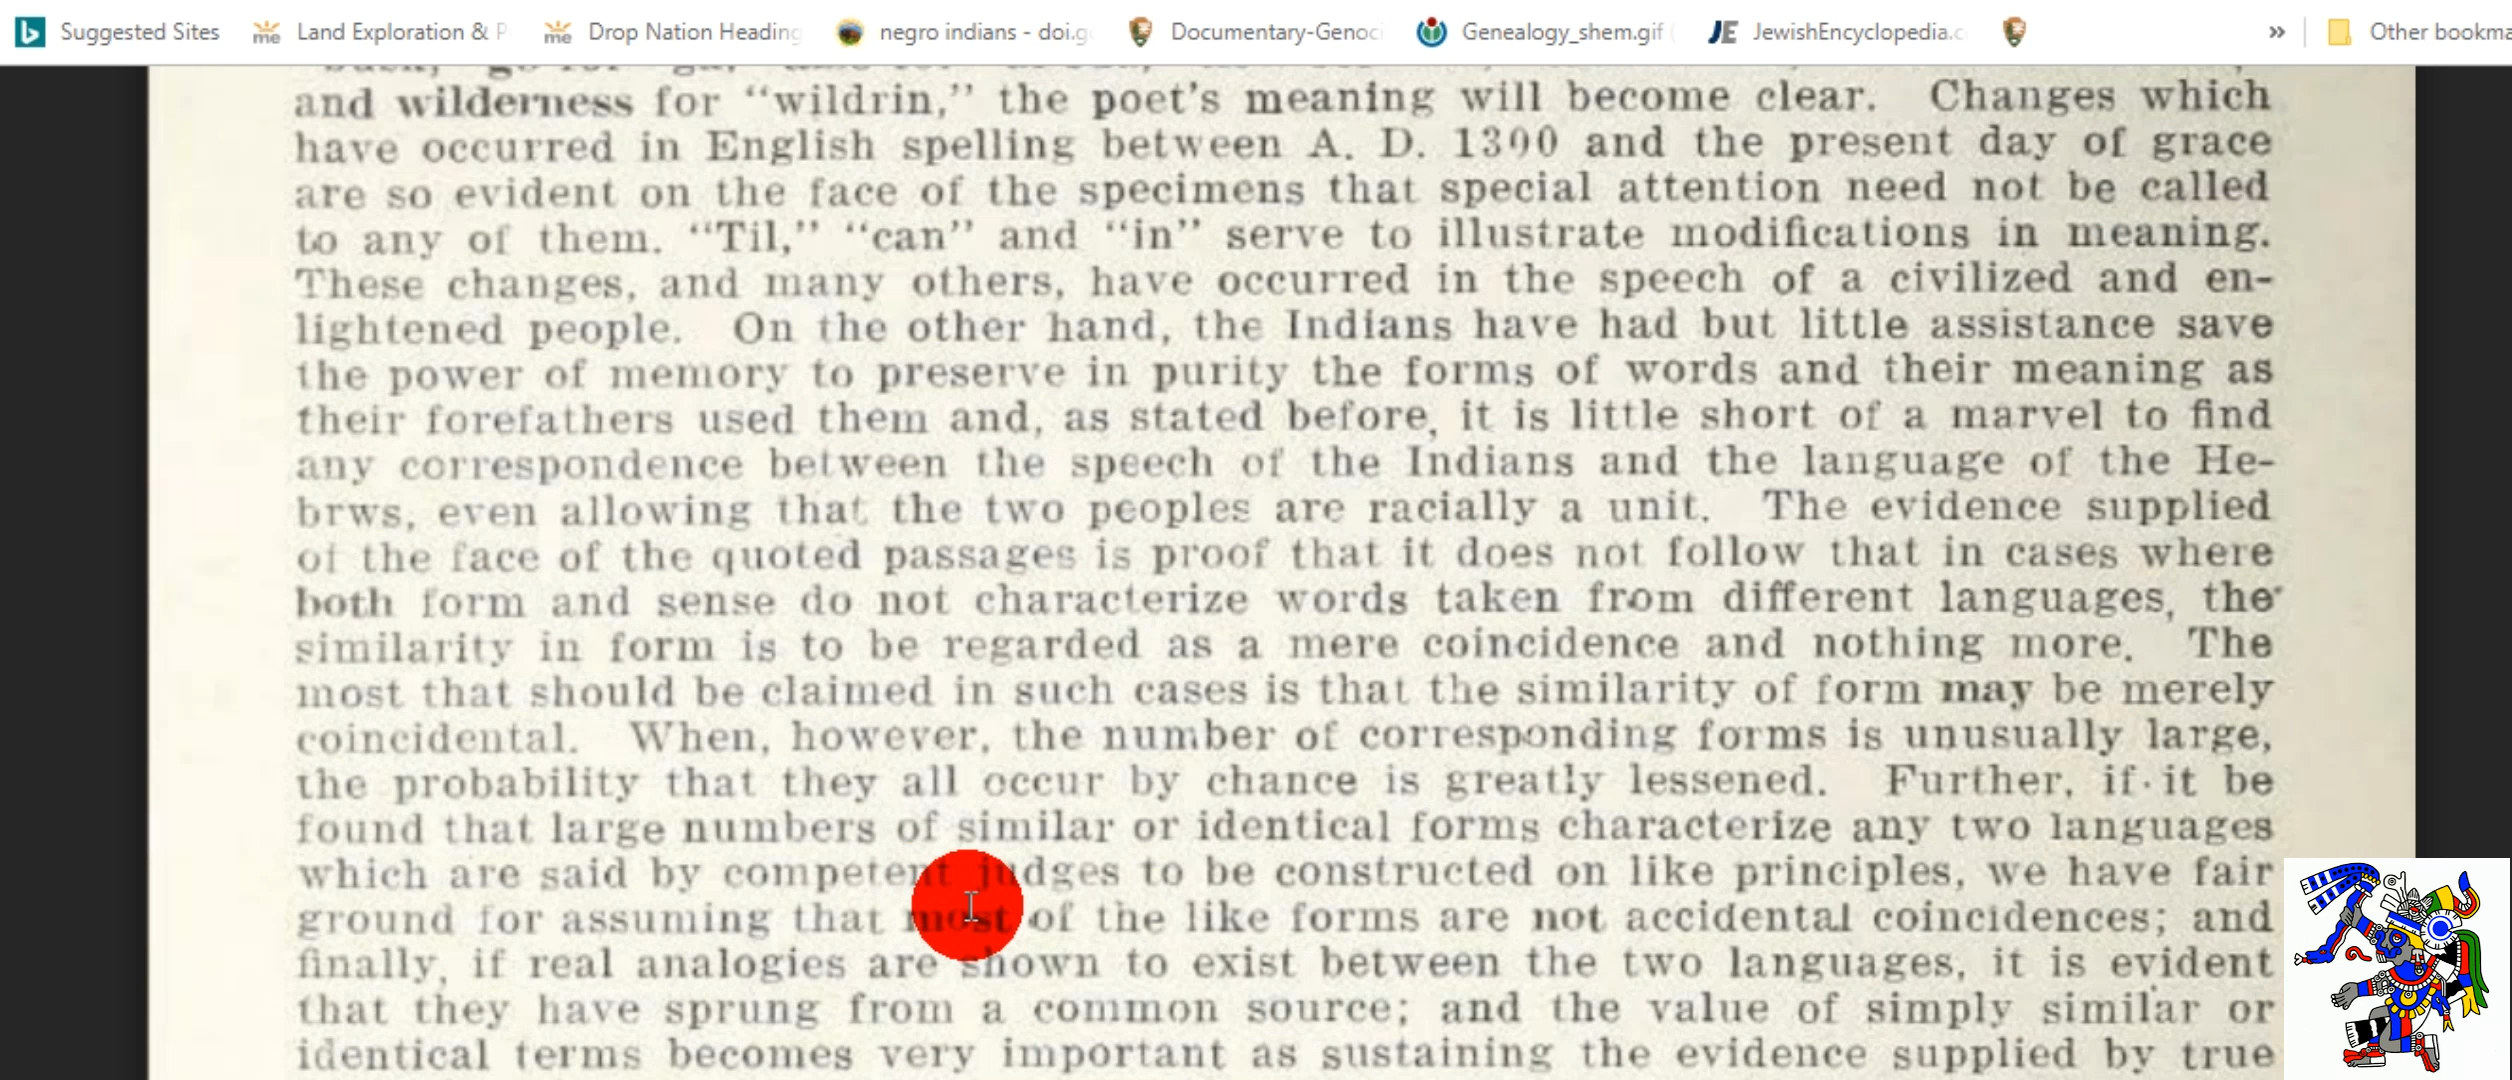 Suggested Sites Land Exploration & P Drop Nation Heading negro indians - doi.g Documentary-Genoc Genealogy_shem.gif ( JewishEncyclopedia.c » Other bookma
and wilderness for "wildrin," the poet's meaning will become clear. Changes which
have occurred in English spelling between A. D. 1300 and the present day of grace
are so evident on the face of the specimens that special attention need not be called
to any of them. "Til," "can" and "in" serve to illustrate modifications in meaning.
These changes, and many others, have occurred in the speech of a civilized and en-
lightened people. On the other hand, the Indians have had but little assistance save
the power of memory to preserve in purity the forms of words and their meaning as
their forefathers used them and, as stated before, it is little short of a marvel to find
any correspondence between the speech of the Indians and the language of the He-
brws, even allowing that the two peoples are racially a unit. The evidence supplied
of the face of the quoted passages is proof that it does not follow that in cases where
both form and sense do not characterize words taken from different languages, the
similarity in form is to be regarded as a mere coincidence and nothing more. The
most that should be claimed in such cases is that the similarity of form may be merely
coincidental. When, however, the number of corresponding forms is unusually large,
the probability that they all occur by chance is greatly lessened. Further, if it be
found that large numbers of similar or identical forms characterize any two languages
which are said by competent judges to be constructed on like principles, we have fair
ground for assuming that most of the like forms are not accidental coincidences; and
finally, if real analogies are shown to exist between the two languages, it is evident
that they have sprung from a common source; and the value of simply similar or
identical terms becomes very important as sustaining the evidence supplied by true